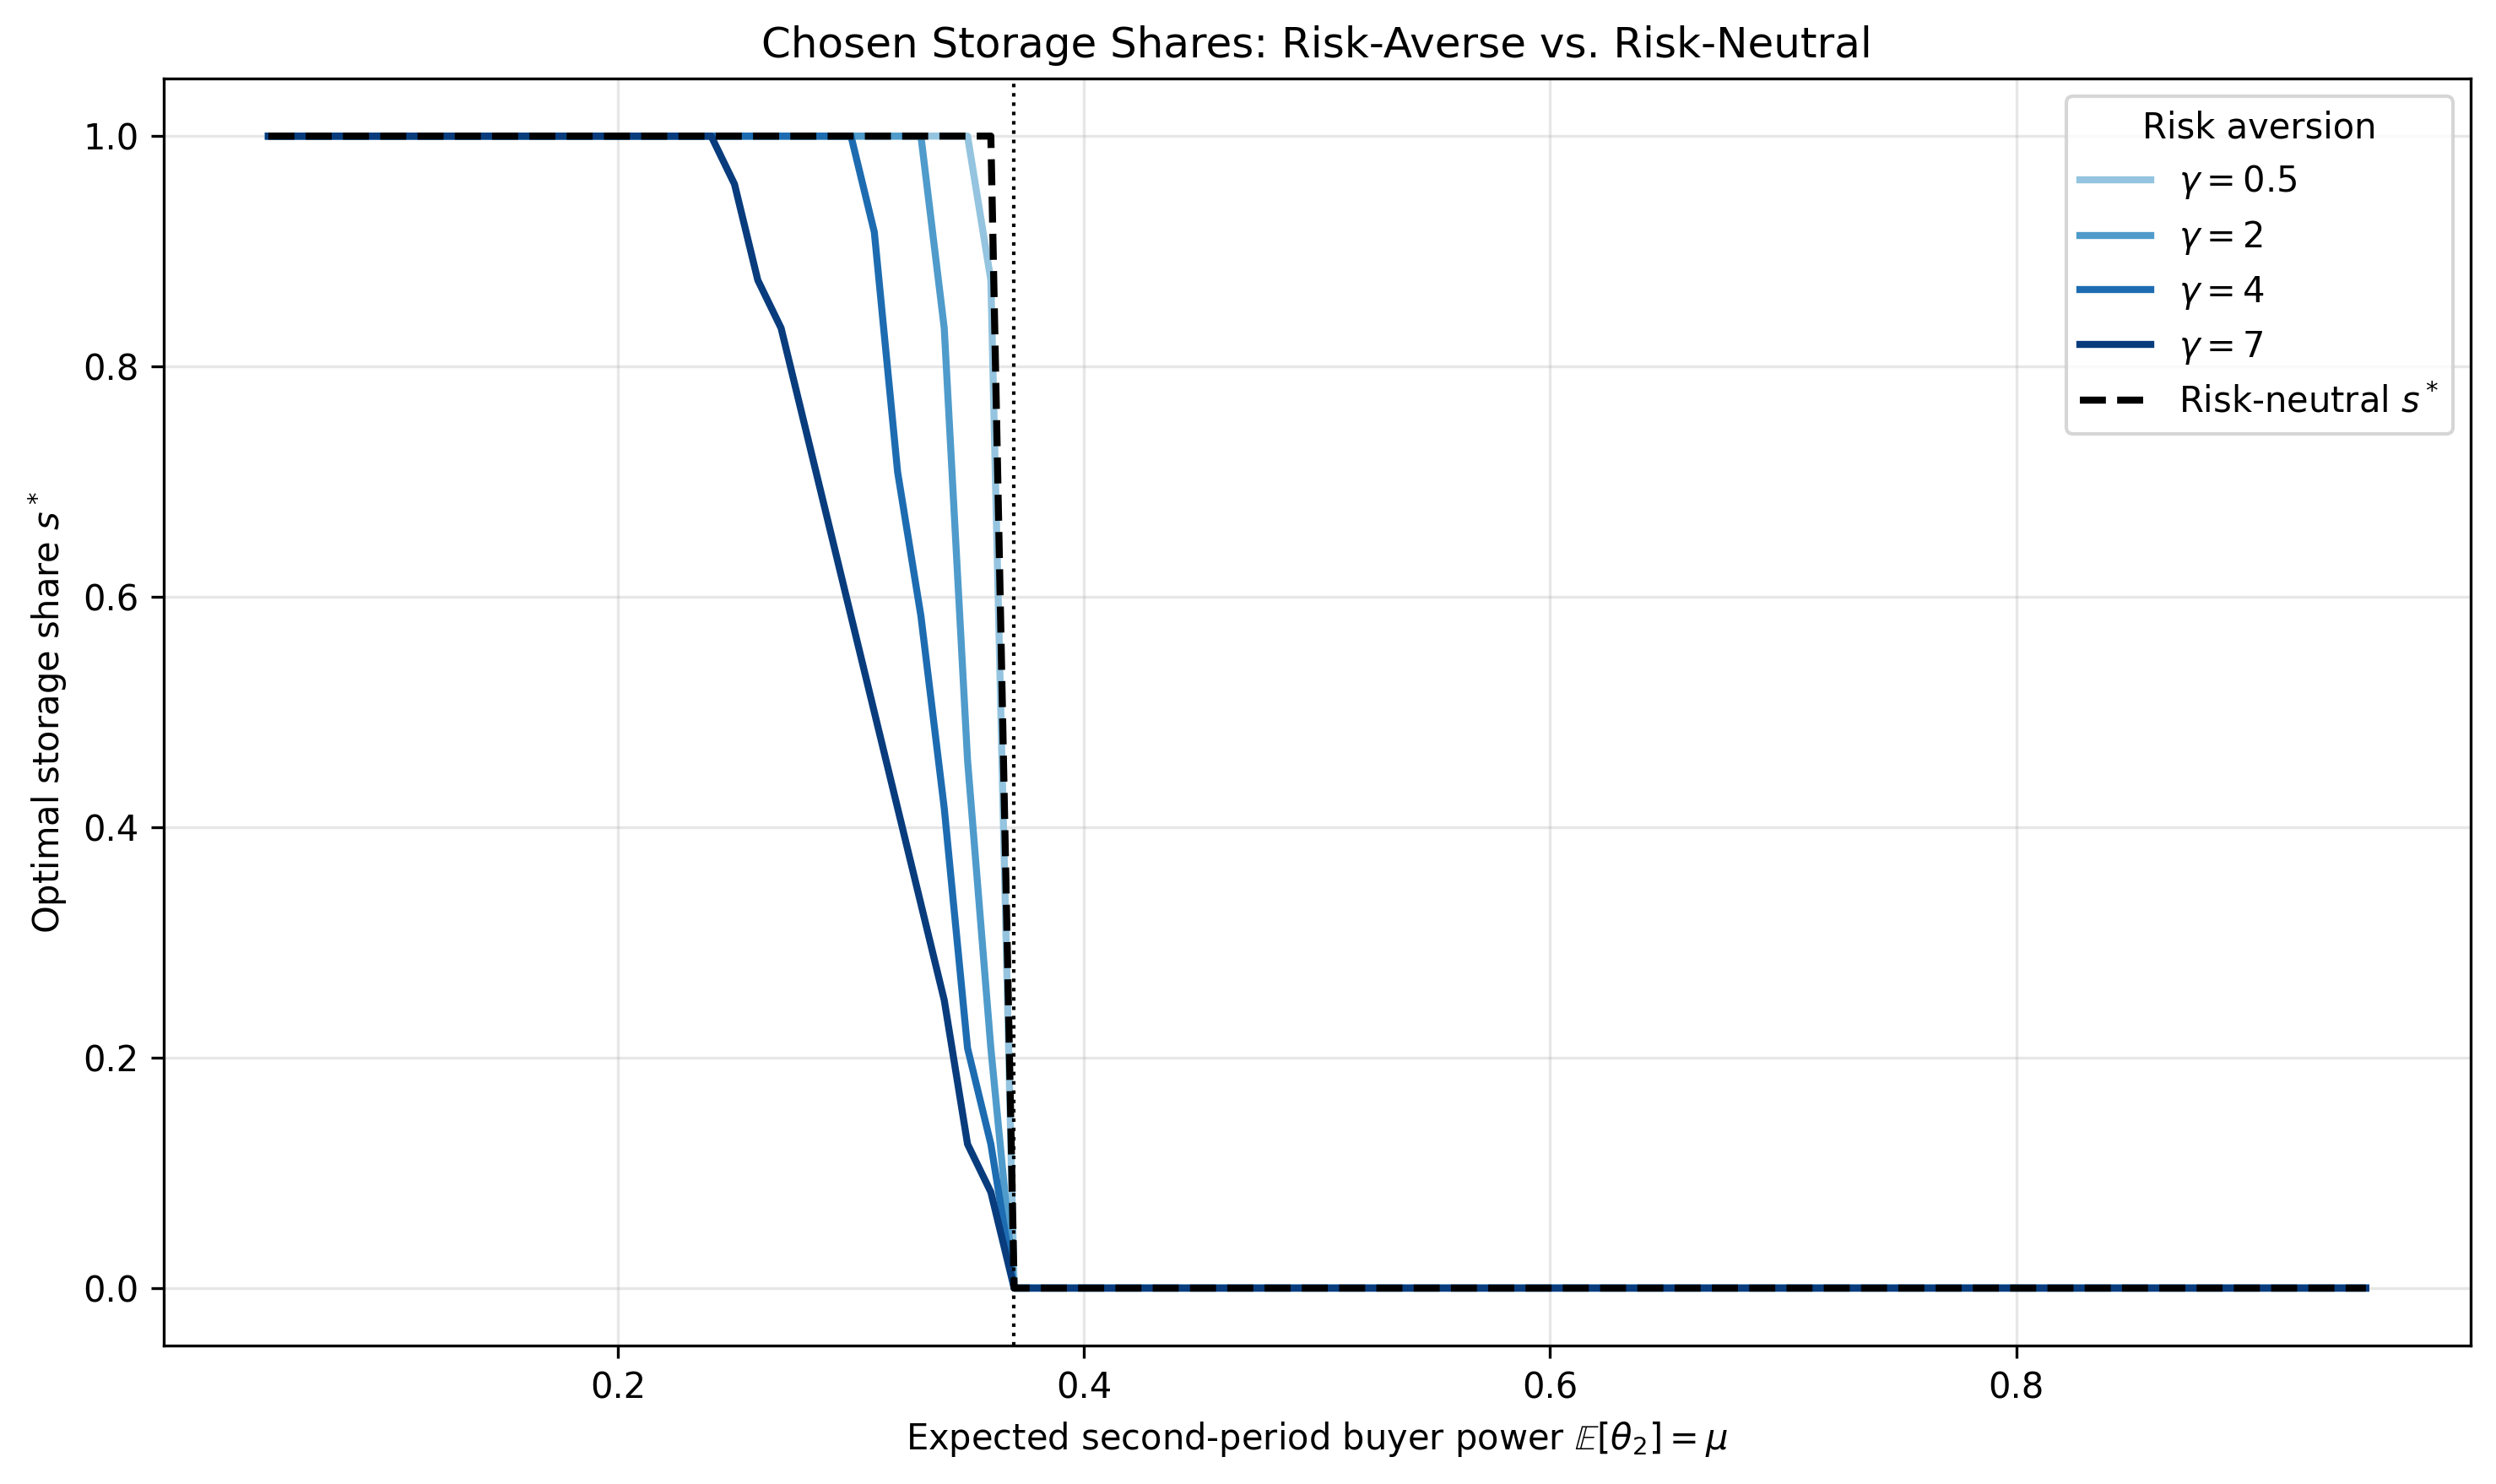 Chosen Storage Shares: Risk-Averse vs. Risk-Neutral
Risk aversion
γ = 0.5
γ = 2
γ = 4
γ = 7
Risk-neutral s*
Optimal storage share s*
1.0
0.8
0.6
0.4
0.2
0.0
0.2 0.4 0.6 0.8
Expected second-period buyer power 𝔼[θ₂] = μ